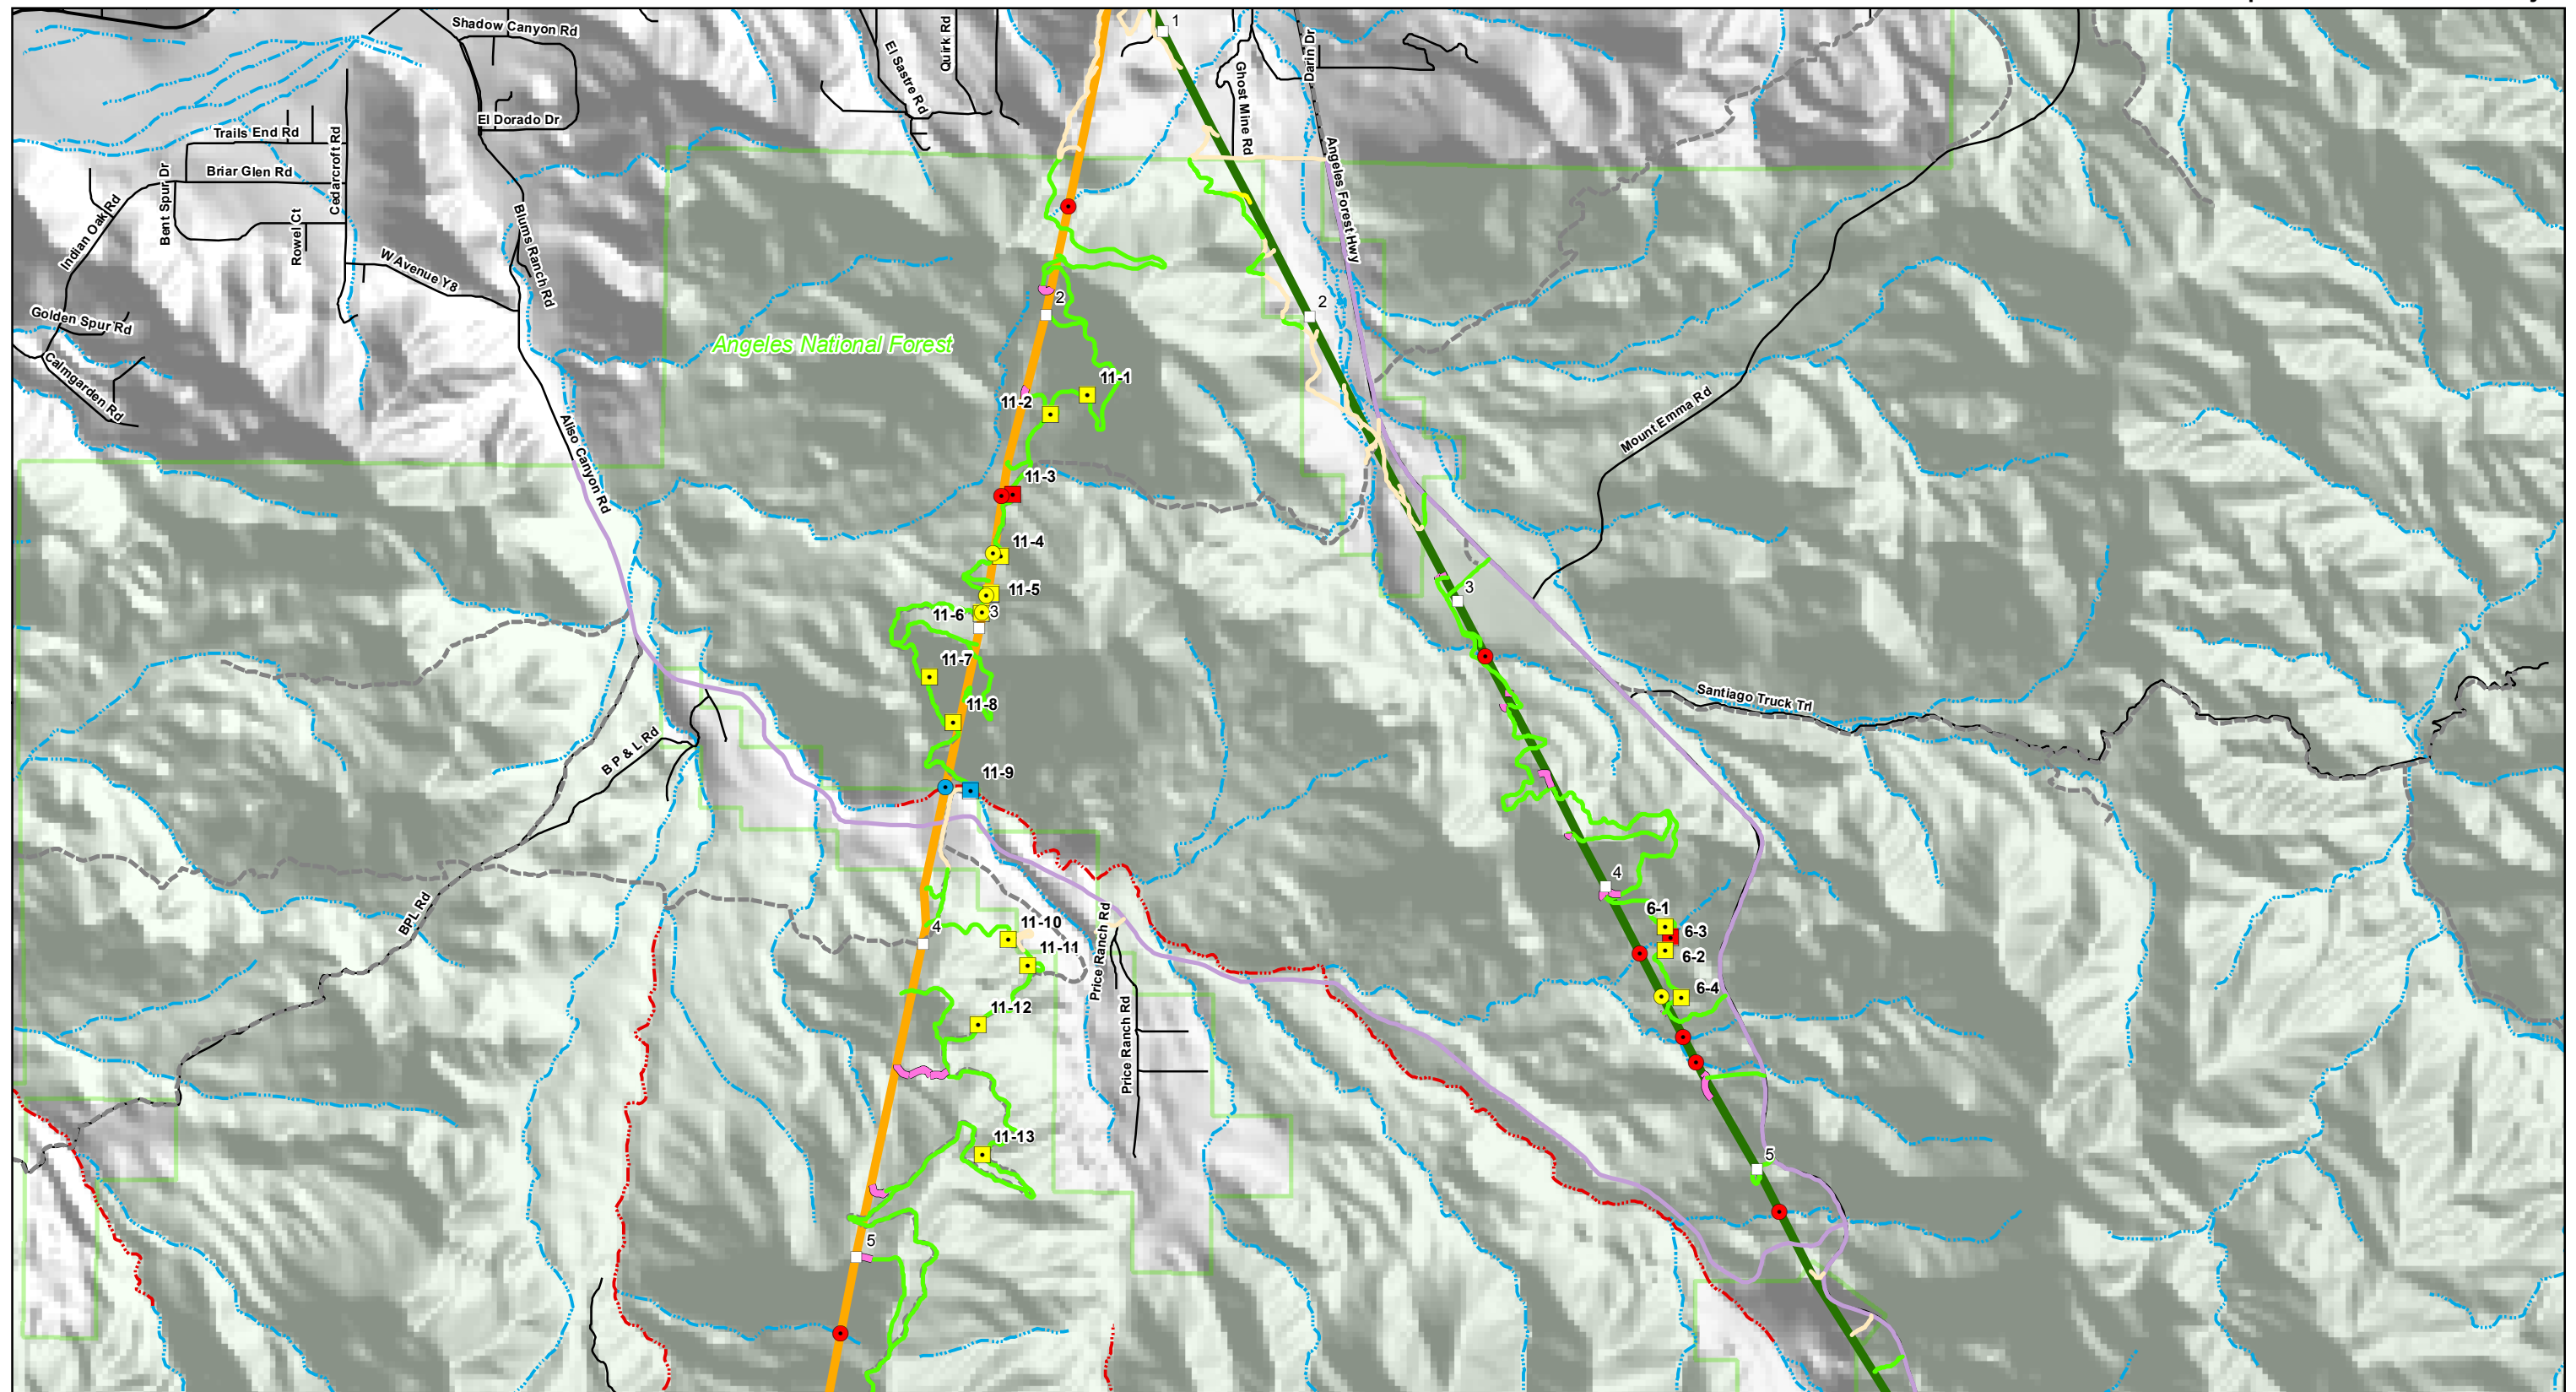 Shadow Canyon Rd
El Sastre Rd
Quirk Rd
1
Ghost Mine Rd
Darin Dr
El Dorado Dr
Trails End Rd
Cedarcroft Rd
Briar Glen Rd
Bent Spur Dr
Indian Oak Rd
Rowel Ct
Blums Ranch Rd
Angeles Forest Hwy
W Avenue Y8
2
2
Golden Spur Rd
Angeles National Forest
Calmgarden Rd
11-1
11-2
Mount Emma Rd
Aliso Canyon Rd
11-3
11-4
11-5
3
11-6
3
11-7
11-8
Santiago Truck Trl
B P & L Rd
11-9
4
BPL Rd
6-1
11-10
4
6-3
11-11
6-2
Price Ranch Rd
6-4
11-12
Price Ranch Rd
11-13
5
5